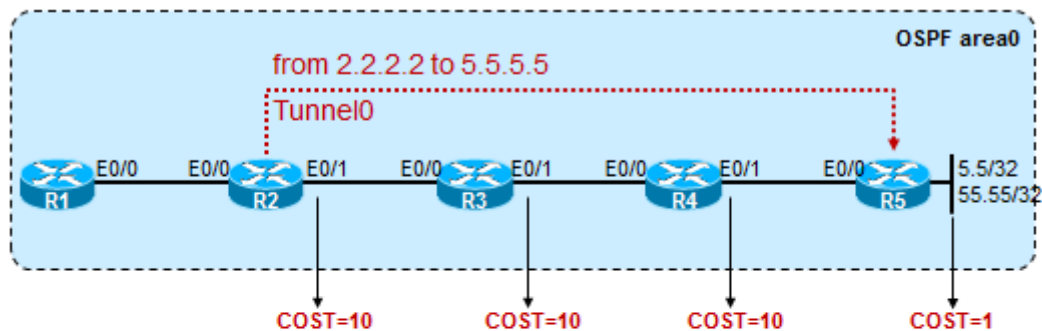 OSPF area0
from 2.2.2.2 to 5.5.5.5
Tunnel0
E0/0 E0/0 E0/1 E0/0 E0/1 E0/0 E0/1 E0/0 5.5/32
R1 R2 R3 R4 R5 55.55/32
COST=10 COST=10 COST=10 COST=1